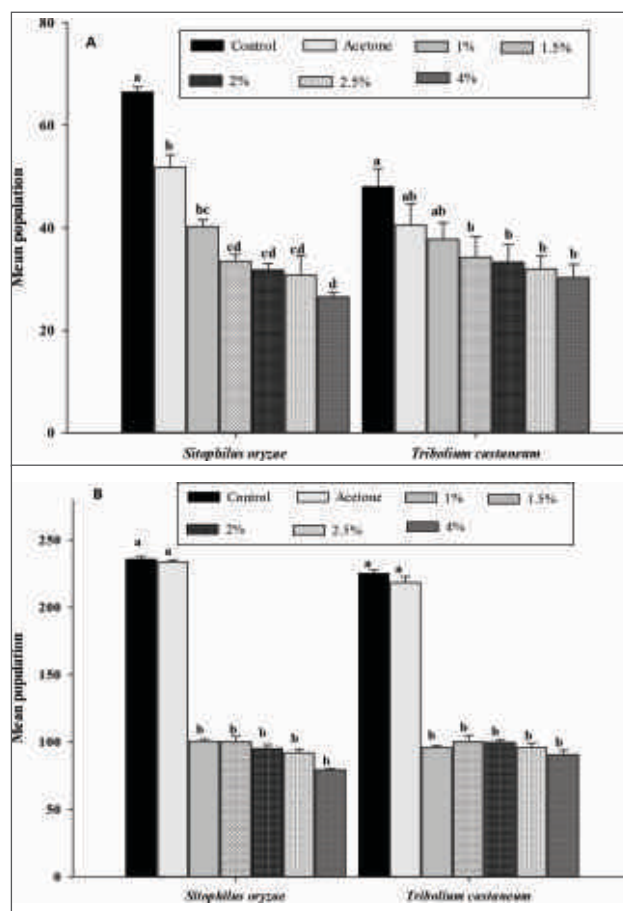 80
A
Control Acetone 1% 1.5%
2% 2.5% 4%
a
b
bc
cd
cd
cd
d
a
ab
ab
b
b
b
b
60
40
20
0
Mean population
Sitophilus oryzae Tribolium castaneum
B
Control Acetone 1% 1.5%
2% 2.5% 4%
a a
b b b b b
a a
b b b b b
250
200
150
100
50
0
Mean population
Sitophilus oryzae Tribolium castaneum